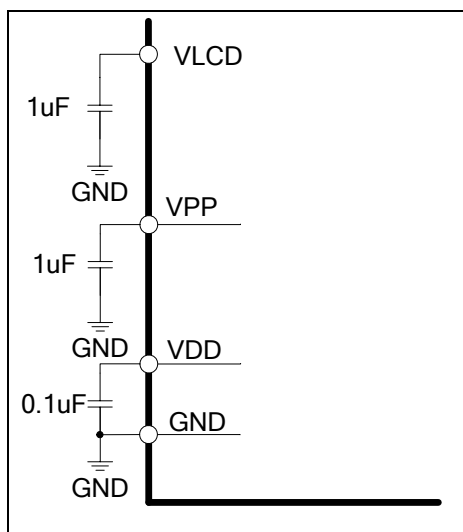 VLCD
1uF
GND
VPP
1uF
GND
VDD
0.1uF
GND
GND